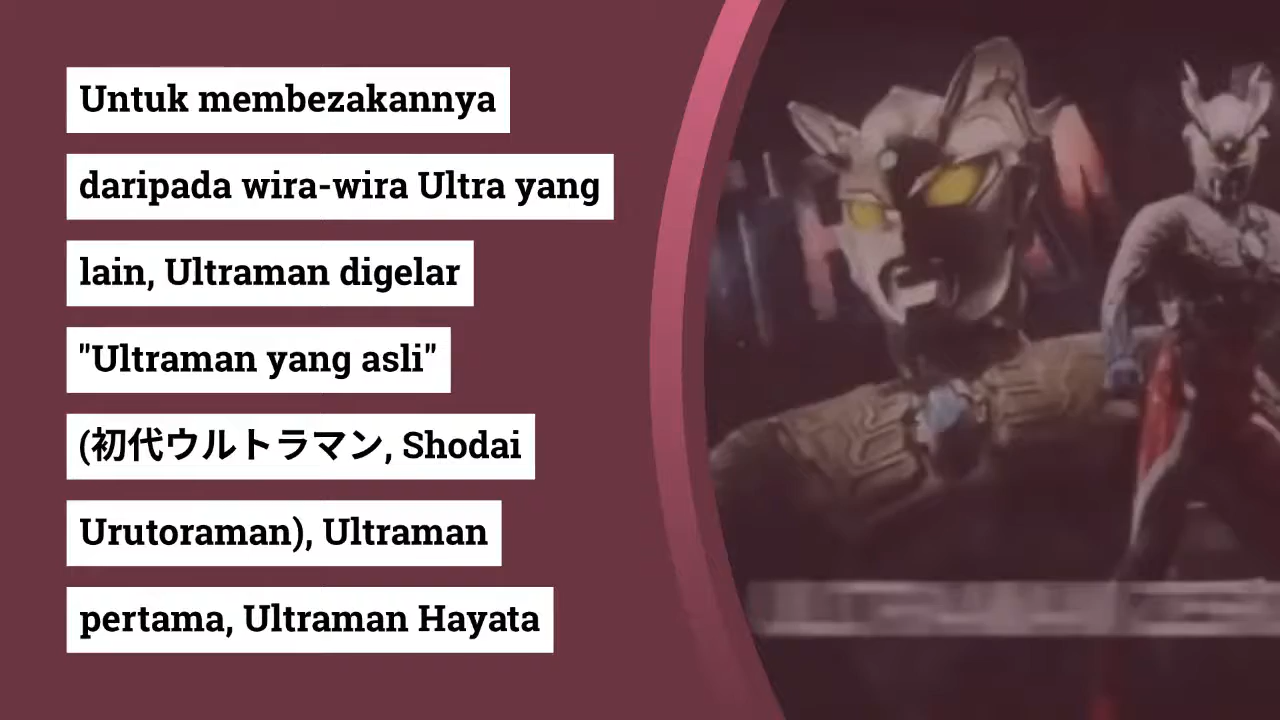 Untuk membezakannya
daripada wira-wira Ultra yang
lain, Ultraman digelar
"Ultraman yang asli"
(初代ウルトラマン, Shodai
Urutoraman), Ultraman
pertama, Ultraman Hayata